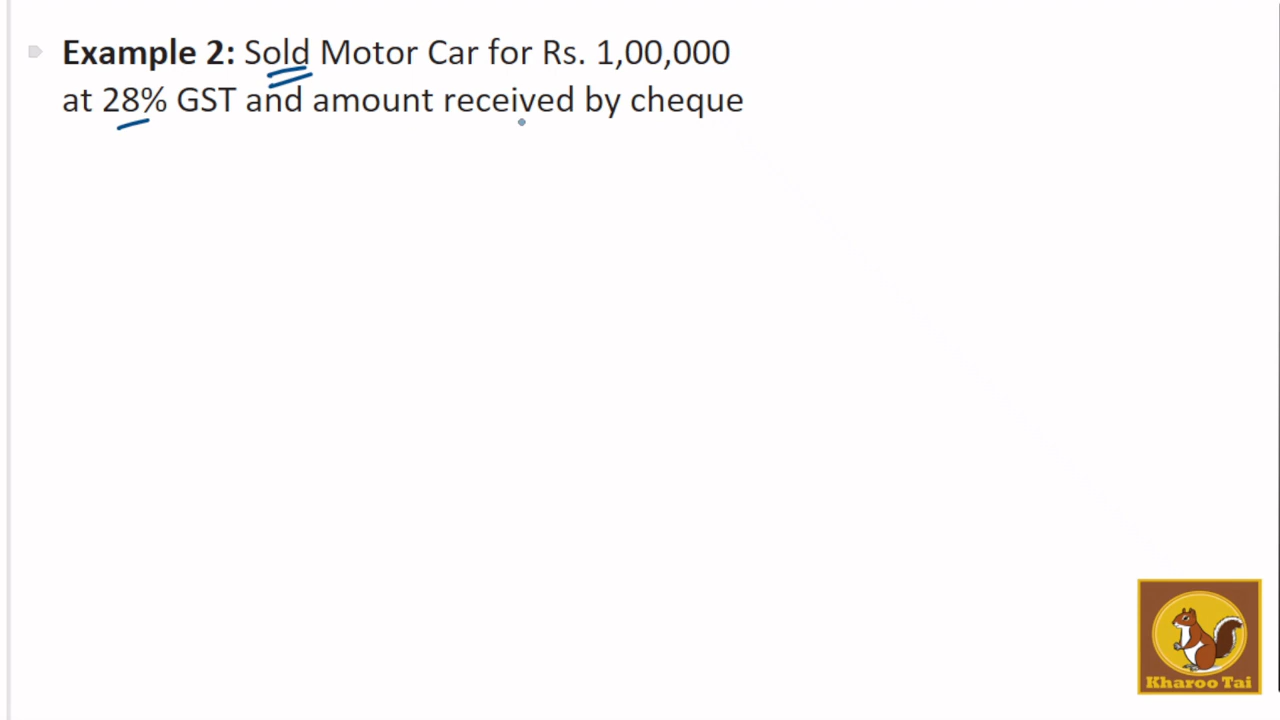 Example 2: Sold Motor Car for Rs. 1,00,000
at 28% GST and amount received by cheque
Kharoo Tai